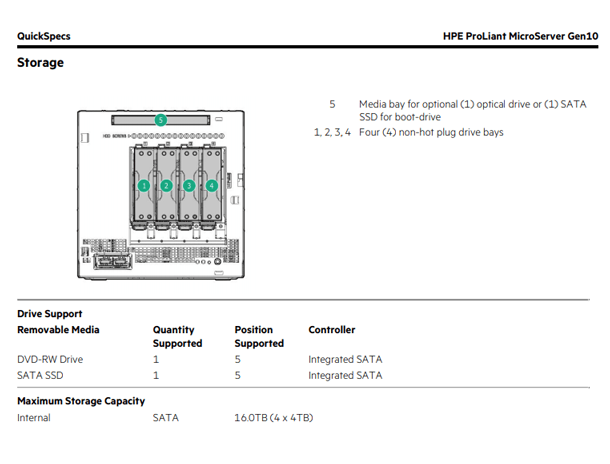 QuickSpecs HPE ProLiant MicroServer Gen10
Storage
5 Media bay for optional (1) optical drive or (1) SATA
SSD for boot-drive
1, 2, 3, 4 Four (4) non-hot plug drive bays
5
1 2 3 4
Drive Support
Removable Media Quantity Supported Position Supported Controller
DVD-RW Drive 1 5 Integrated SATA
SATA SSD 1 5 Integrated SATA
Maximum Storage Capacity
Internal SATA 16.0TB (4 x 4TB)